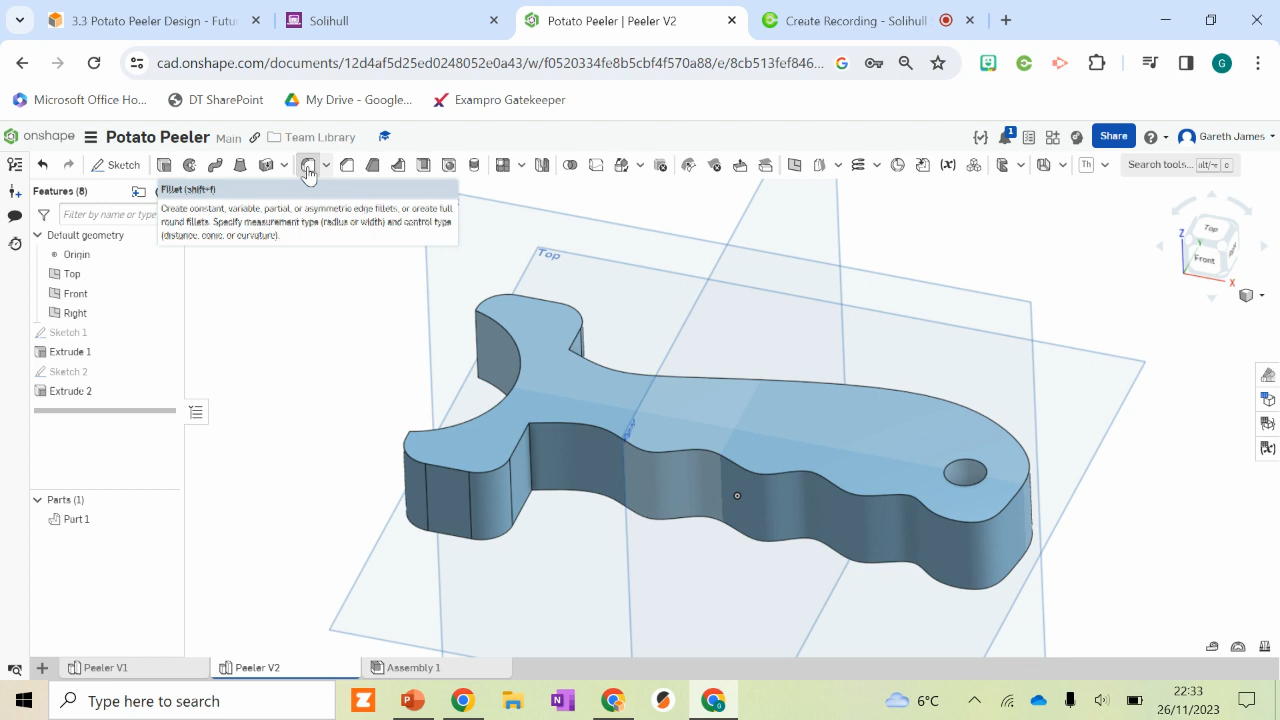 3.3 Potato Peeler Design - Futu
Solihull
Potato Peeler | Peeler V2
Create Recording - Solihull
cad.onshape.com/documents/12d4af5d25ed0248052e0a43/w/f0520334fe8b5cbf4f570a88/e/8cb513fef846...
G
Microsoft Office Ho...
DT SharePoint
My Drive - Google...
Exampro Gatekeeper
onshape
Potato Peeler
Main
Team Library
1
Share
Gareth James
Sketch
Th
Search tools...
alt/⌥ c
Features (8)
Fillet (shift+f)
Create constant, variable, partial, or asymmetric edge fillets, or create full
round fillets. Specify measurement type (radius or width) and control type
(distance, conic, or curvature).
Filter by name or type
Default geometry
Origin
Top
Front
Right
Sketch 1
Extrude 1
Sketch 2
Extrude 2
Parts (1)
Part 1
Top
Top
Front
Z
X
Peeler V1
Peeler V2
Assembly 1
Type here to search
6°C
22:33
26/11/2023